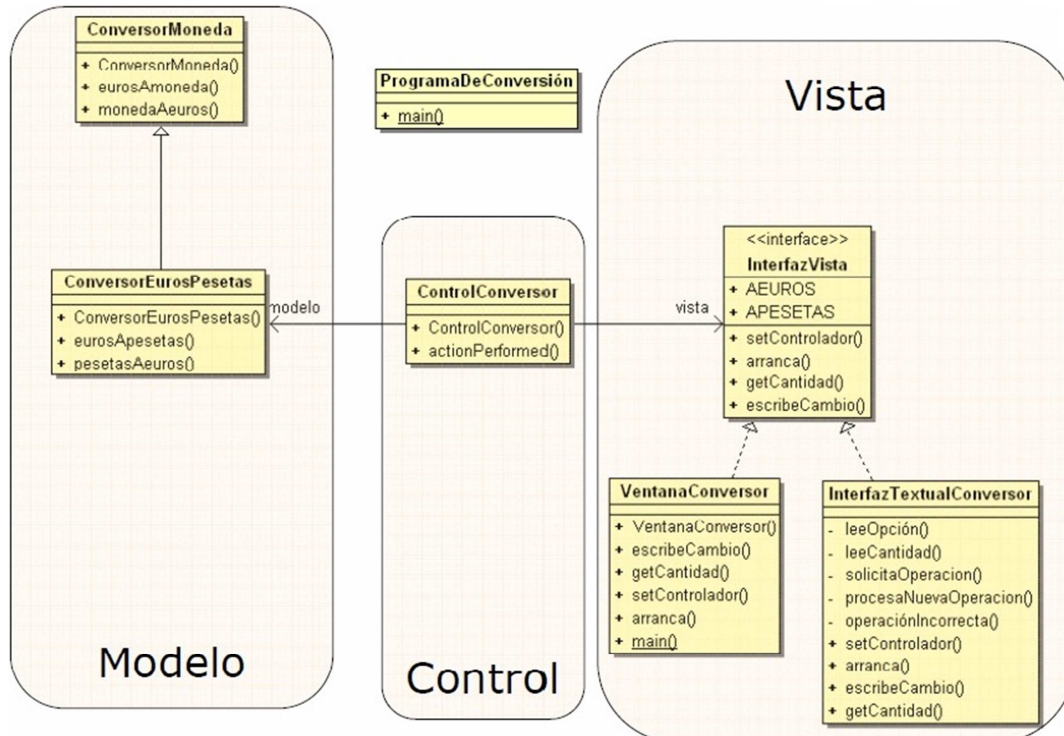 ConversorMoneda
+ ConversorMoneda()
+ eurosAmoneda()
+ monedaAeuros()
ConversorEurosPesetas
+ ConversorEurosPesetas()
+ eurosApesetas()
+ pesetasAeuros()
modelo
Modelo
ProgramaDeConversión
+ main()
ControlConversor
+ ControlConversor()
+ actionPerformed()
Control
Vista
vista
<<interface>>
InterfazVista
+ AEUROS
+ APESETAS
+ setControlador()
+ arranca()
+ getCantidad()
+ escribeCambio()
VentanaConversor
+ VentanaConversor()
+ escribeCambio()
+ getCantidad()
+ setControlador()
+ arranca()
+ main()
InterfazTextualConversor
- leeOpción()
- leeCantidad()
- solicitaOperacion()
- procesaNuevaOperacion()
- operaciónIncorrecta()
+ setControlador()
+ arranca()
+ escribeCambio()
+ getCantidad()